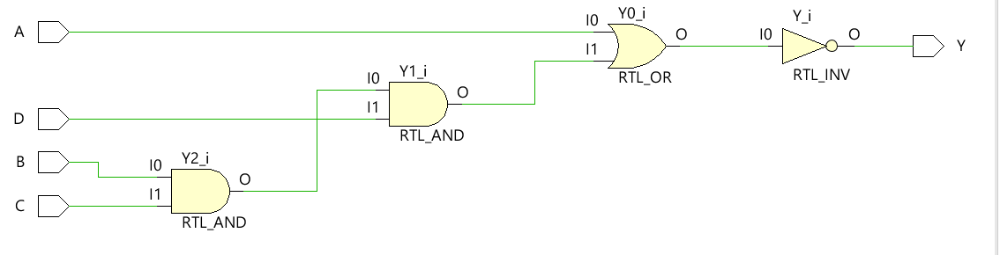 Y0_i
Y_i
A
I0
O
I0
O
Y
I1
Y1_i
RTL_OR
RTL_INV
I0
O
D
I1
RTL_AND
B
Y2_i
I0
O
C
I1
RTL_AND